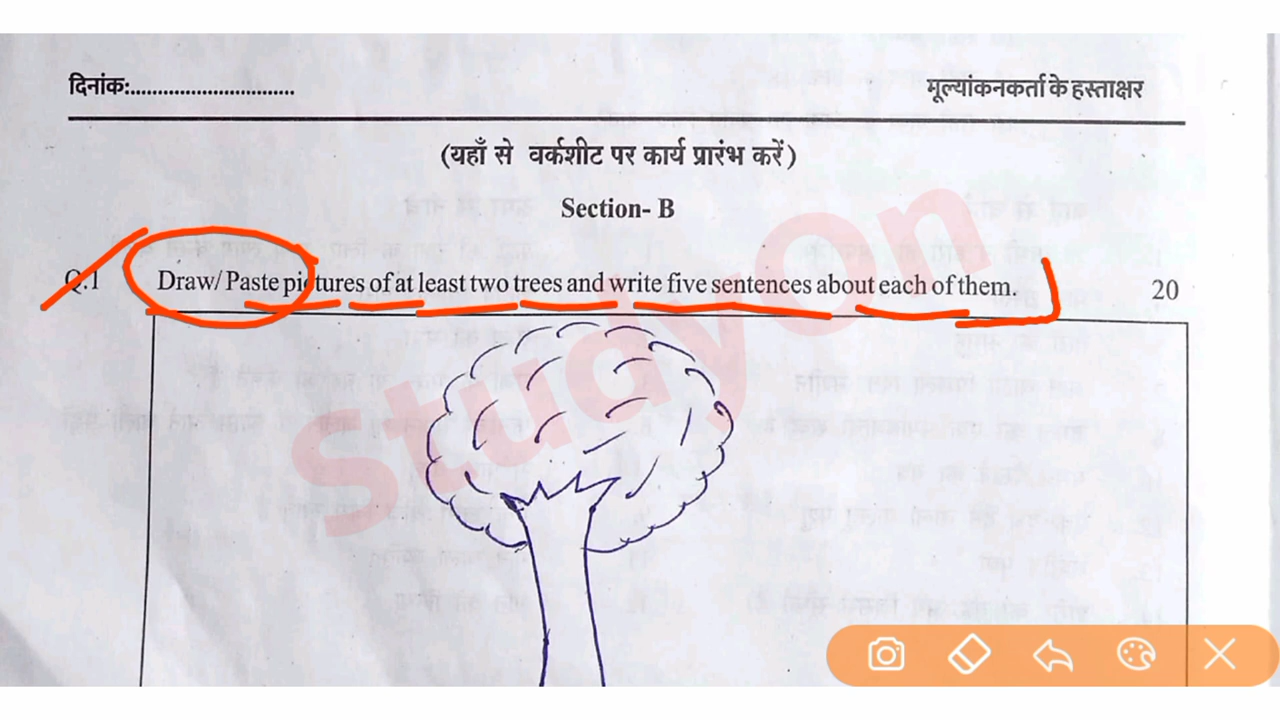 दिनांक:............................... मूल्यांकनकर्ता के हस्ताक्षर
(यहाँ से वर्कशीट पर कार्य प्रारंभ करें)
Section- B
Q.1 Draw/ Paste pictures of at least two trees and write five sentences about each of them. 20
StudyOn